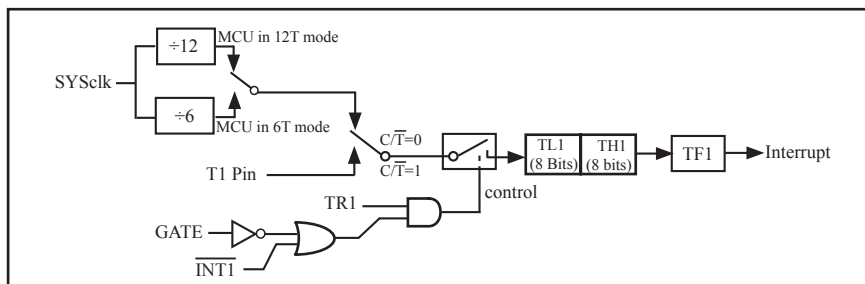 ÷12
MCU in 12T mode
SYSclk
÷6
MCU in 6T mode
C/T̅=0
C/T̅=1
T1 Pin
TL1
(8 Bits)
TH1
(8 bits)
TF1
Interrupt
control
TR1
GATE
I̅N̅T̅1̅